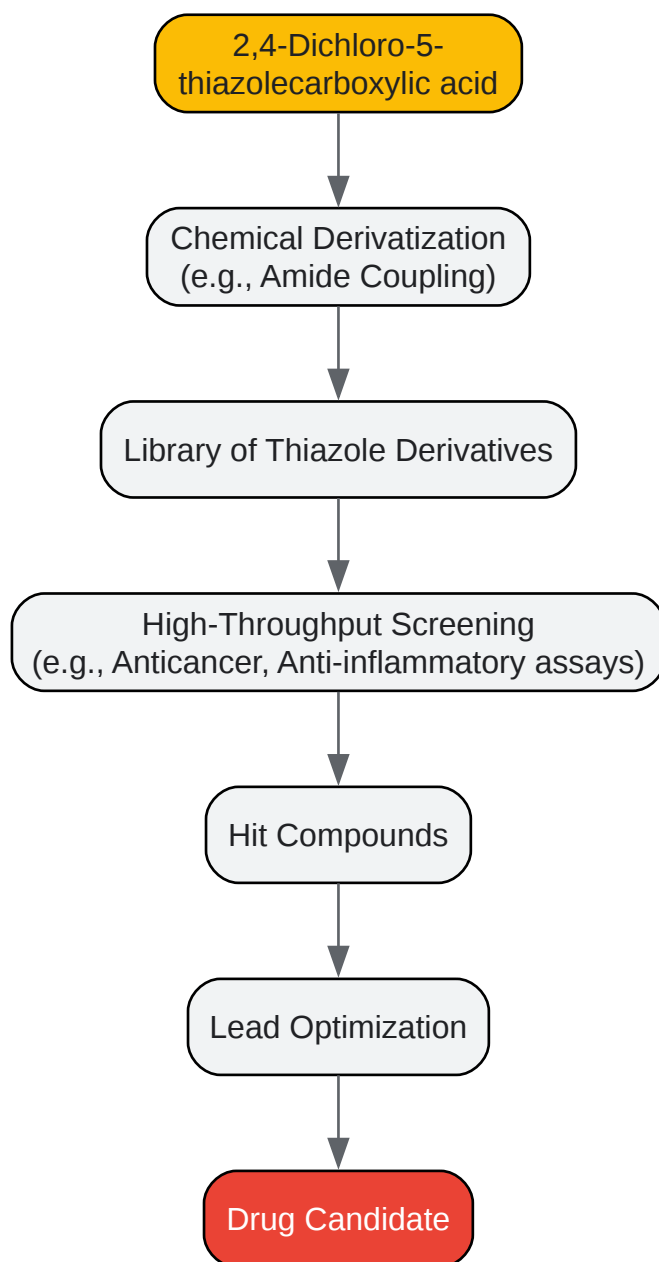 2,4-Dichloro-5-
thiazolecarboxylic acid
Chemical Derivatization
(e.g., Amide Coupling)
Library of Thiazole Derivatives
High-Throughput Screening
(e.g., Anticancer, Anti-inflammatory assays)
Hit Compounds
Lead Optimization
Drug Candidate